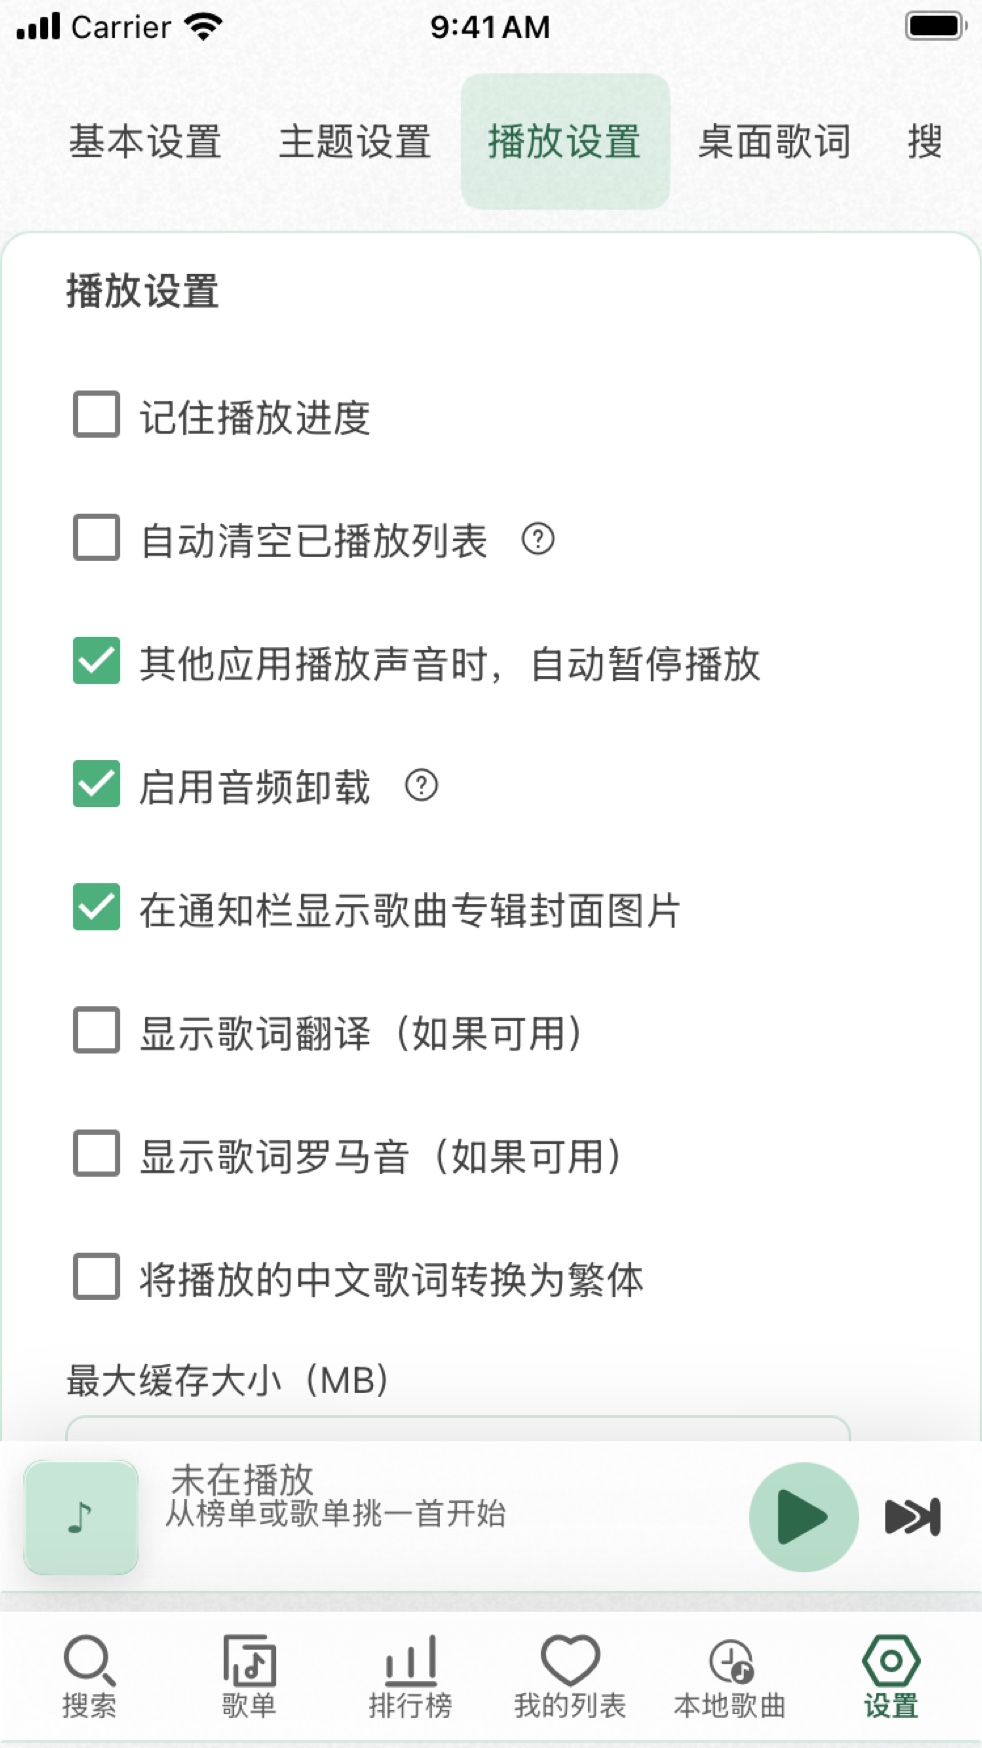 Carrier 9:41 AM
基本设置 主题设置 播放设置 桌面歌词 搜
播放设置
记住播放进度
自动清空已播放列表 ?
其他应用播放声音时，自动暂停播放
启用音频卸载 ?
在通知栏显示歌曲专辑封面图片
显示歌词翻译（如果可用）
显示歌词罗马音（如果可用）
将播放的中文歌词转换为繁体
最大缓存大小（MB）
未在播放
从榜单或歌单挑一首开始
搜索 歌单 排行榜 我的列表 本地歌曲 设置